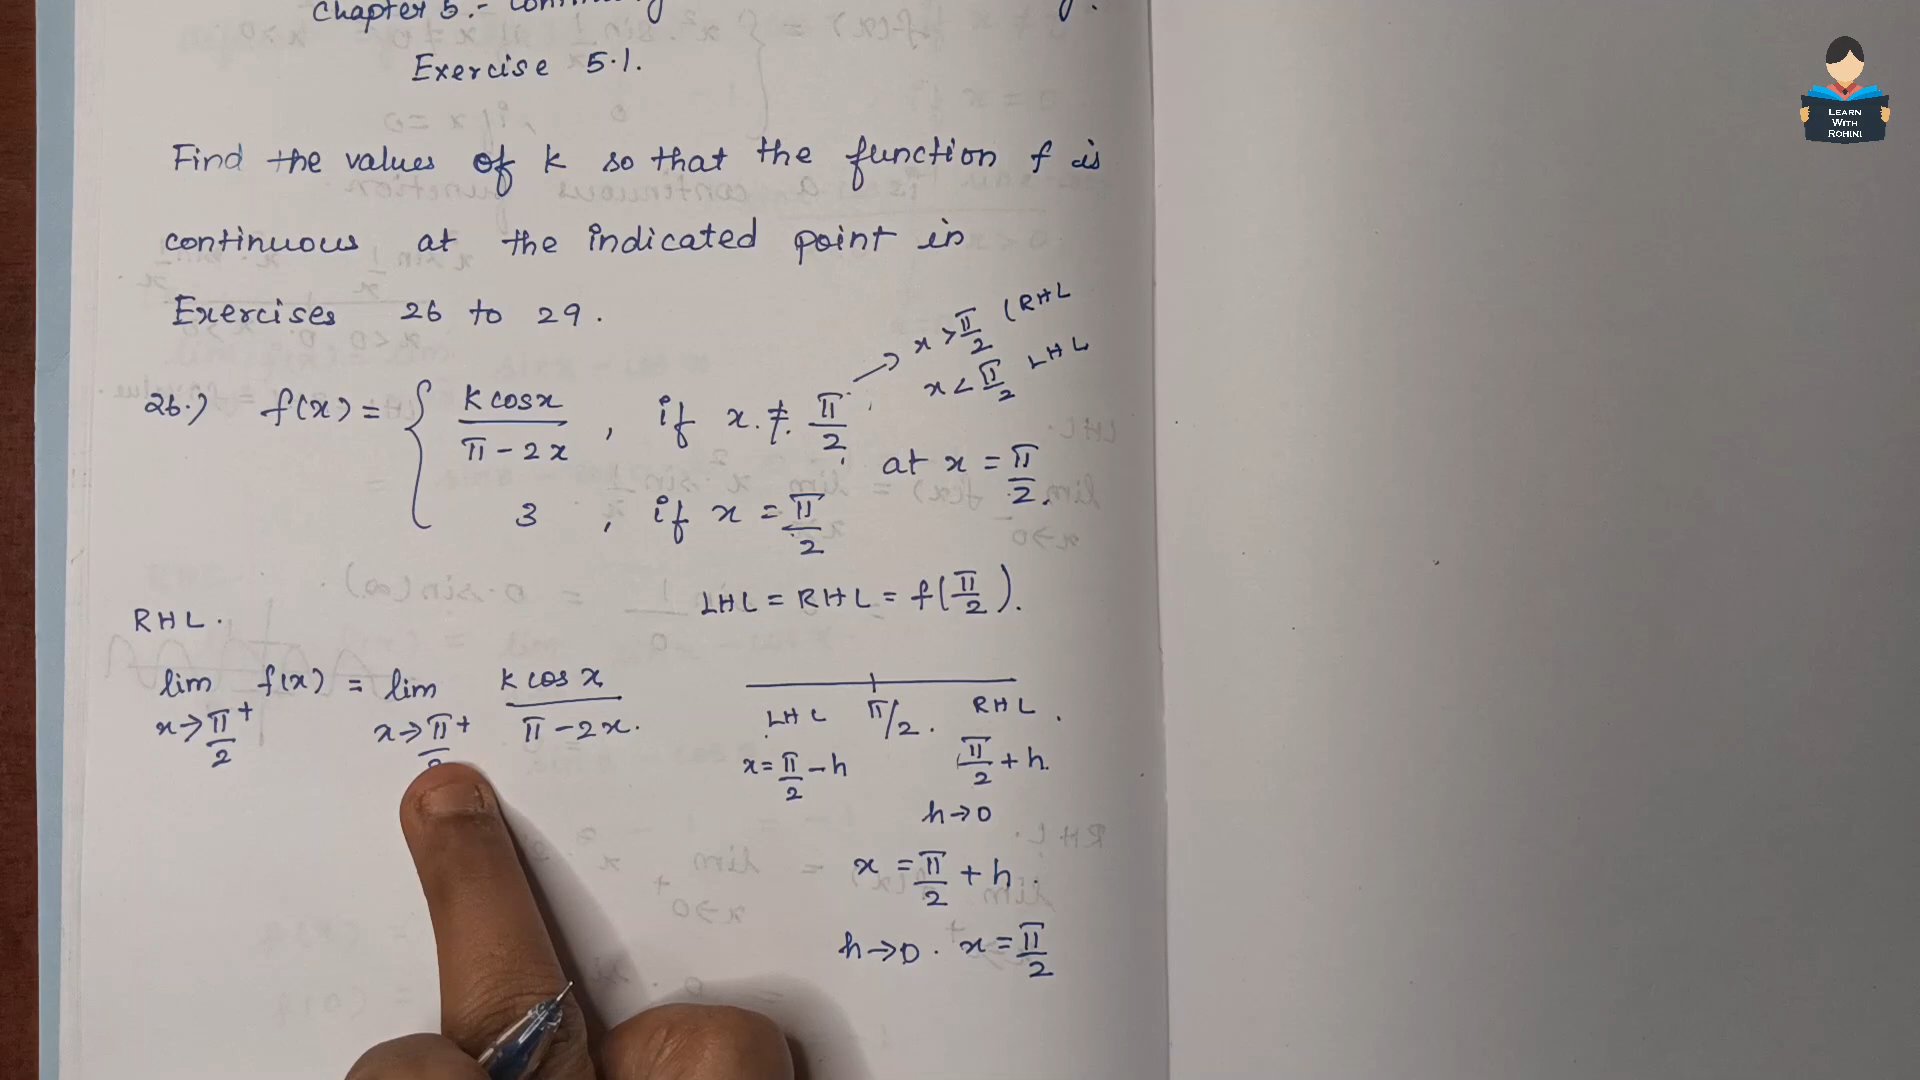 Chapter 5.-
Exercise 5.1.
Find the values of k so that the function f is
continuous at the indicated point in
Exercises 26 to 29.
x > π/2 (RHL
x < π/2 LHL
26.) f(x) = { k cosx / π - 2x , if x ≠ π/2
at x = π/2.
3 , if x = π/2
LHL = RHL = f(π/2).
RHL.
lim x→π/2+ f(x) = lim x→π/2+ k cos x / π - 2x.
LHL π/2. RHL.
x = π/2 - h π/2 + h.
h→0
x = π/2 + h.
h→0. x = π/2
LEARN
WITH
ROHINI